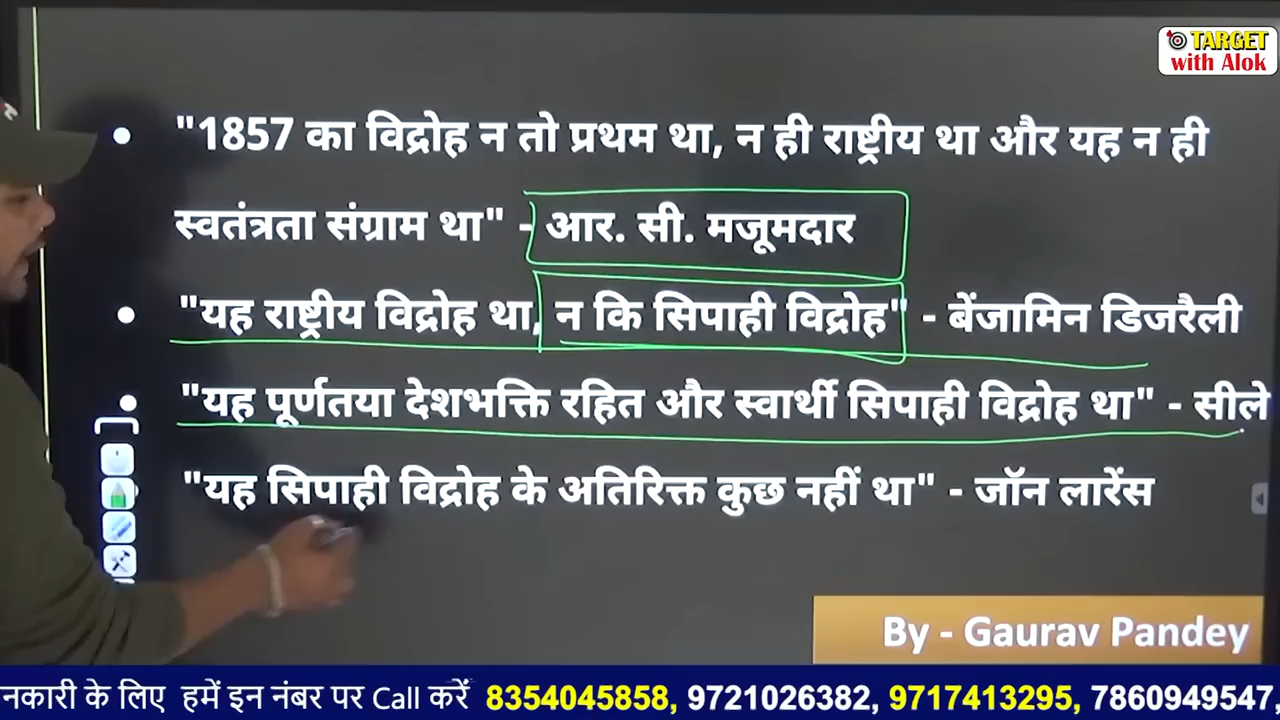 TARGET
with Alok
"1857 का विद्रोह न तो प्रथम था, न ही राष्ट्रीय था और यह न ही
स्वतंत्रता संग्राम था" - आर. सी. मजूमदार
"यह राष्ट्रीय विद्रोह था, न कि सिपाही विद्रोह" - बेंजामिन डिजरैली
"यह पूर्णतया देशभक्ति रहित और स्वार्थी सिपाही विद्रोह था" - सीले
"यह सिपाही विद्रोह के अतिरिक्त कुछ नहीं था" - जॉन लारेंस
By - Gaurav Pandey
नकारी के लिए हमें इन नंबर पर Call करें 8354045858, 9721026382, 9717413295, 7860949547,